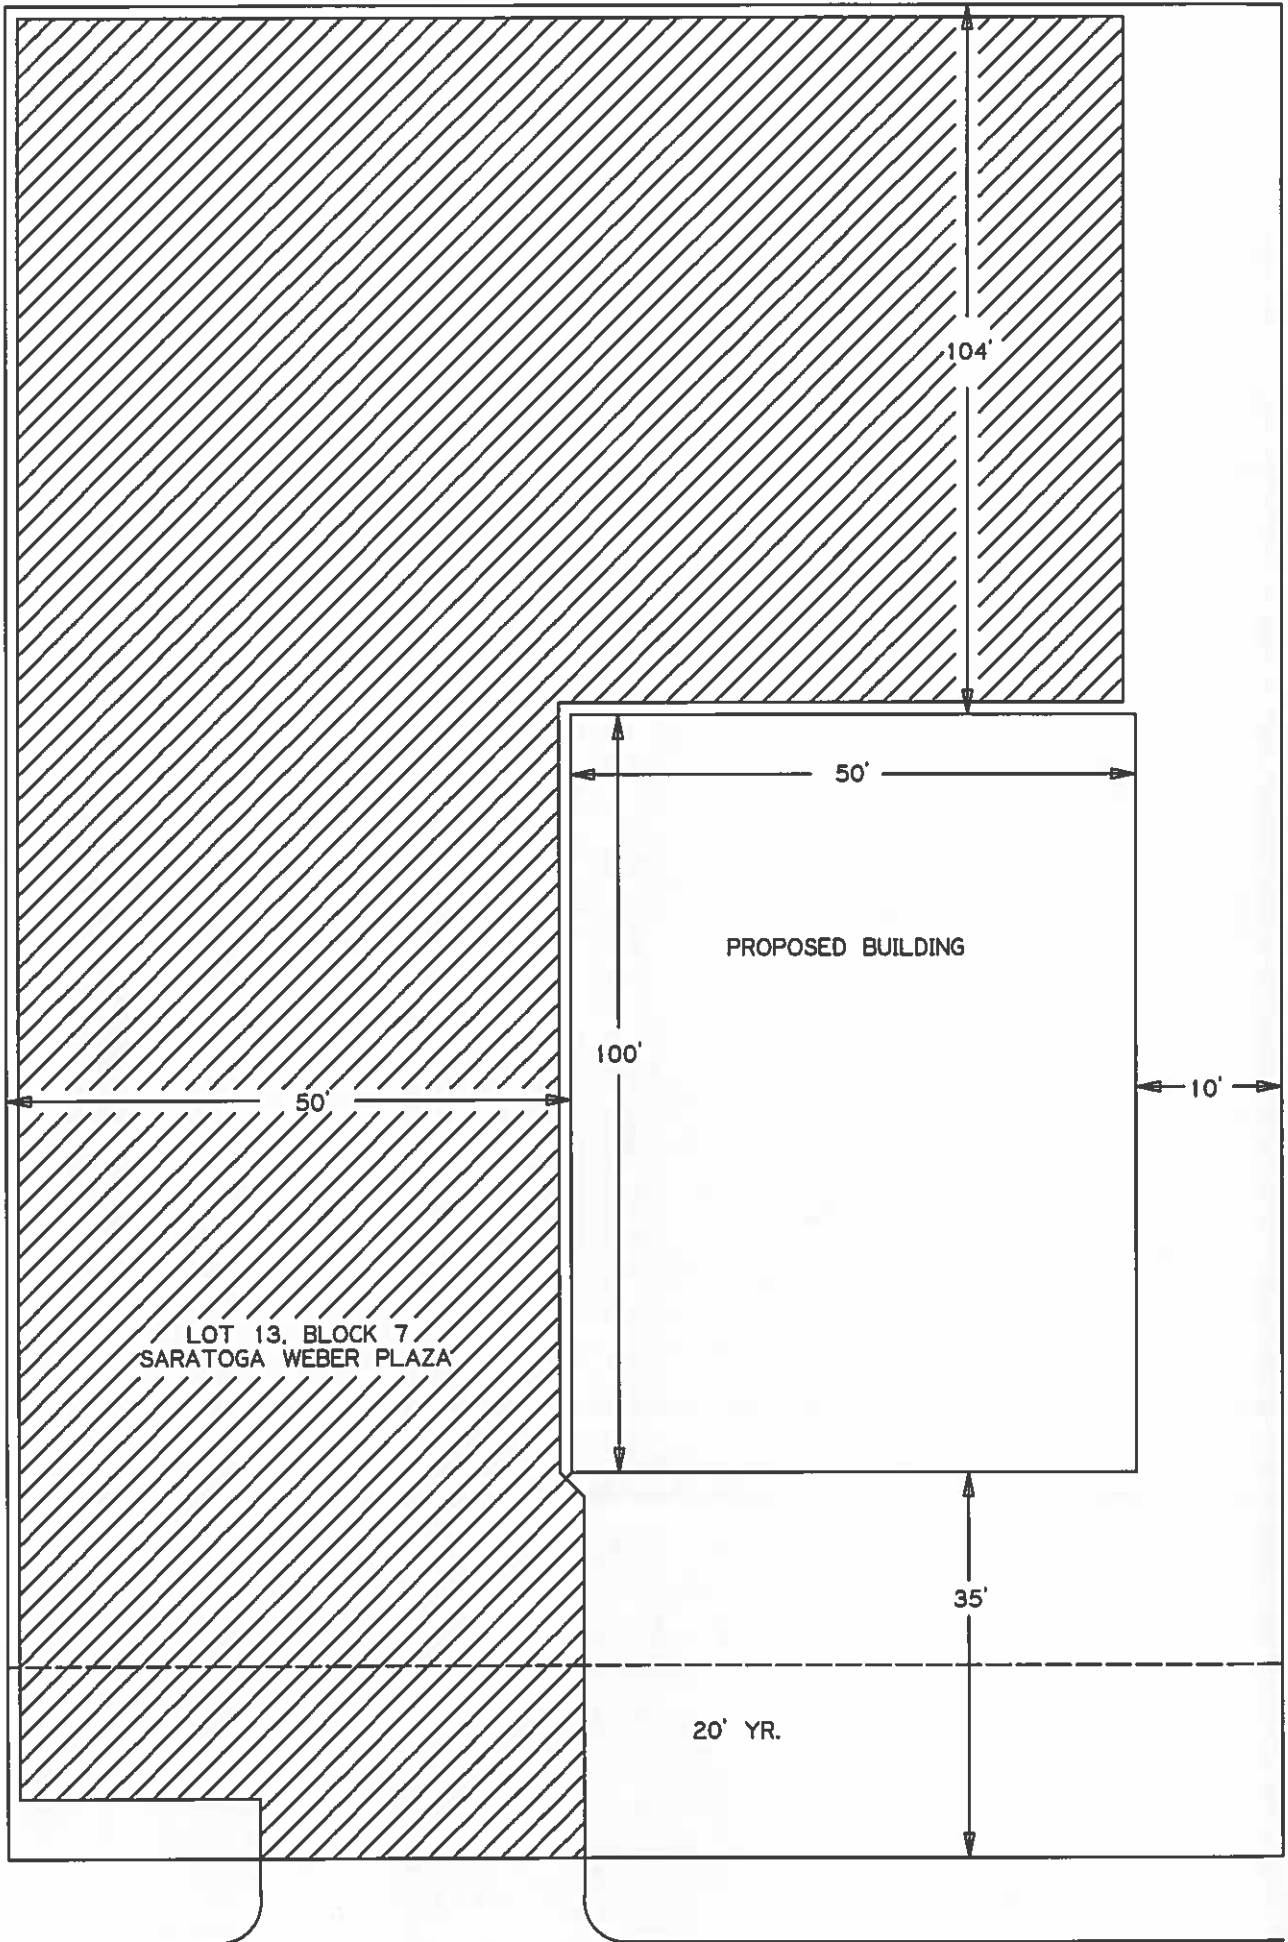 104'
50'
PROPOSED BUILDING
100'
10'
50'
LOT 13, BLOCK 7
SARATOGA WEBER PLAZA
35'
20' YR.